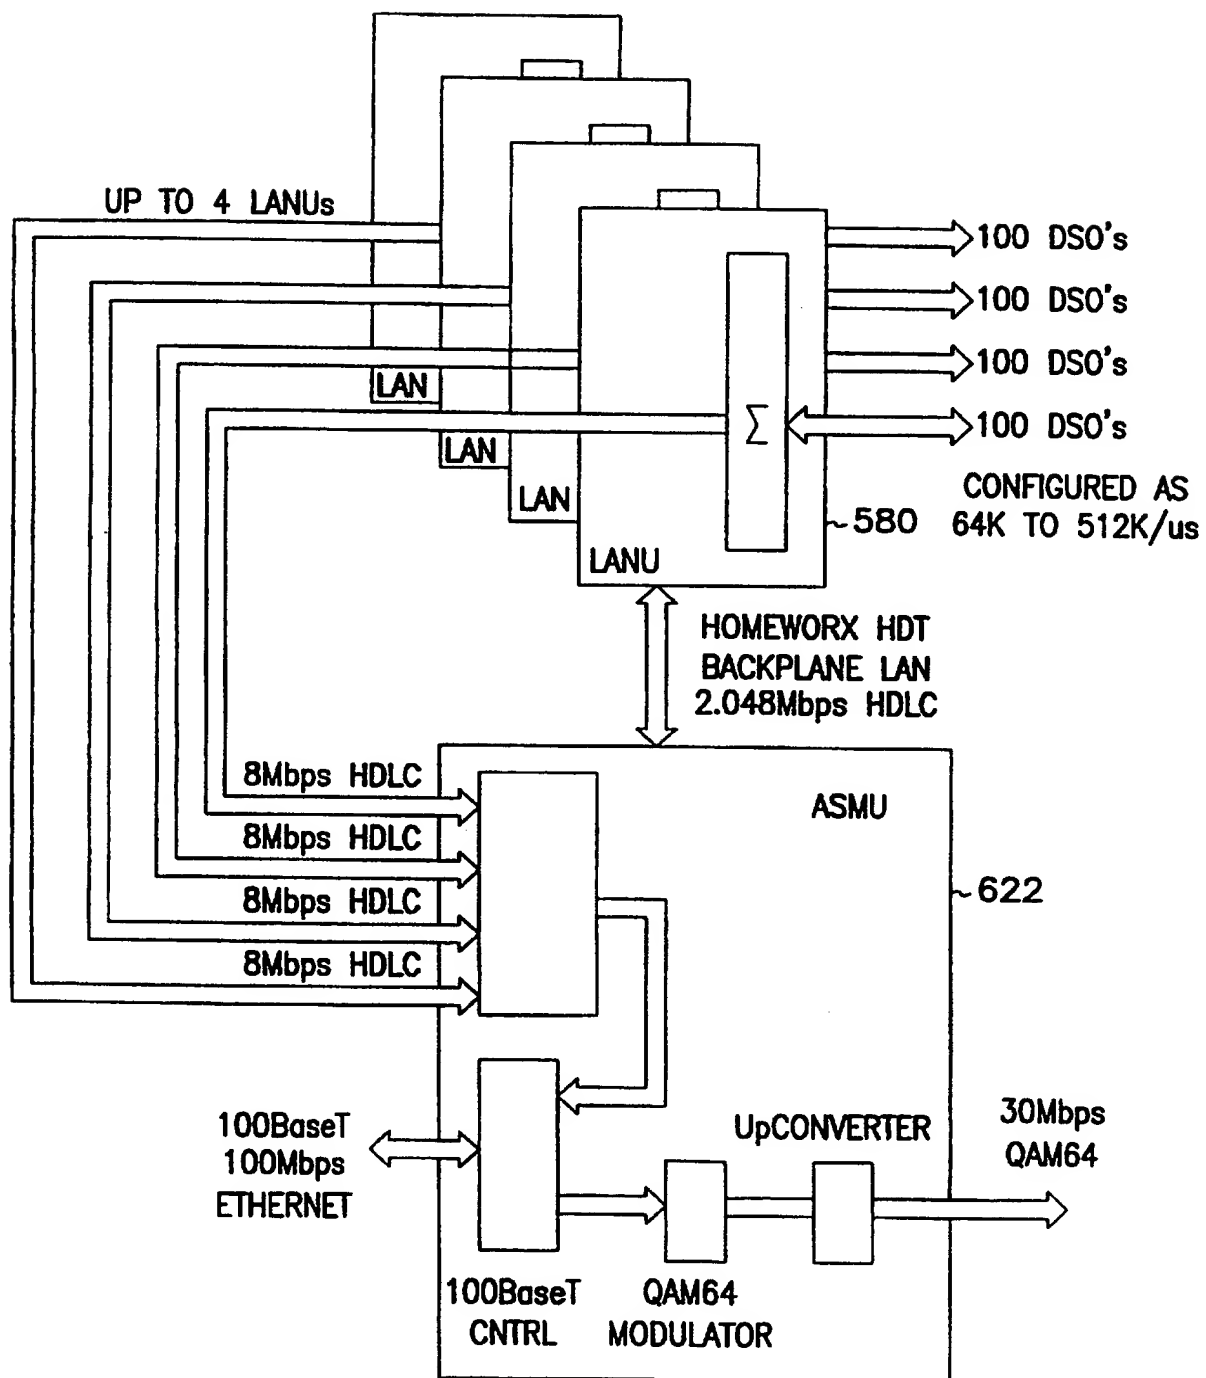 UP TO 4 LANUs
100 DSO's
100 DSO's
100 DSO's
100 DSO's
CONFIGURED AS
64K TO 512K/us
LAN
LAN
LAN
LANU
Σ
580
HOMEWORX HDT
BACKPLANE LAN
2.048Mbps HDLC
8Mbps HDLC
8Mbps HDLC
8Mbps HDLC
8Mbps HDLC
ASMU
622
100BaseT
100Mbps
ETHERNET
UpCONVERTER
30Mbps
QAM64
100BaseT
CNTRL
QAM64
MODULATOR